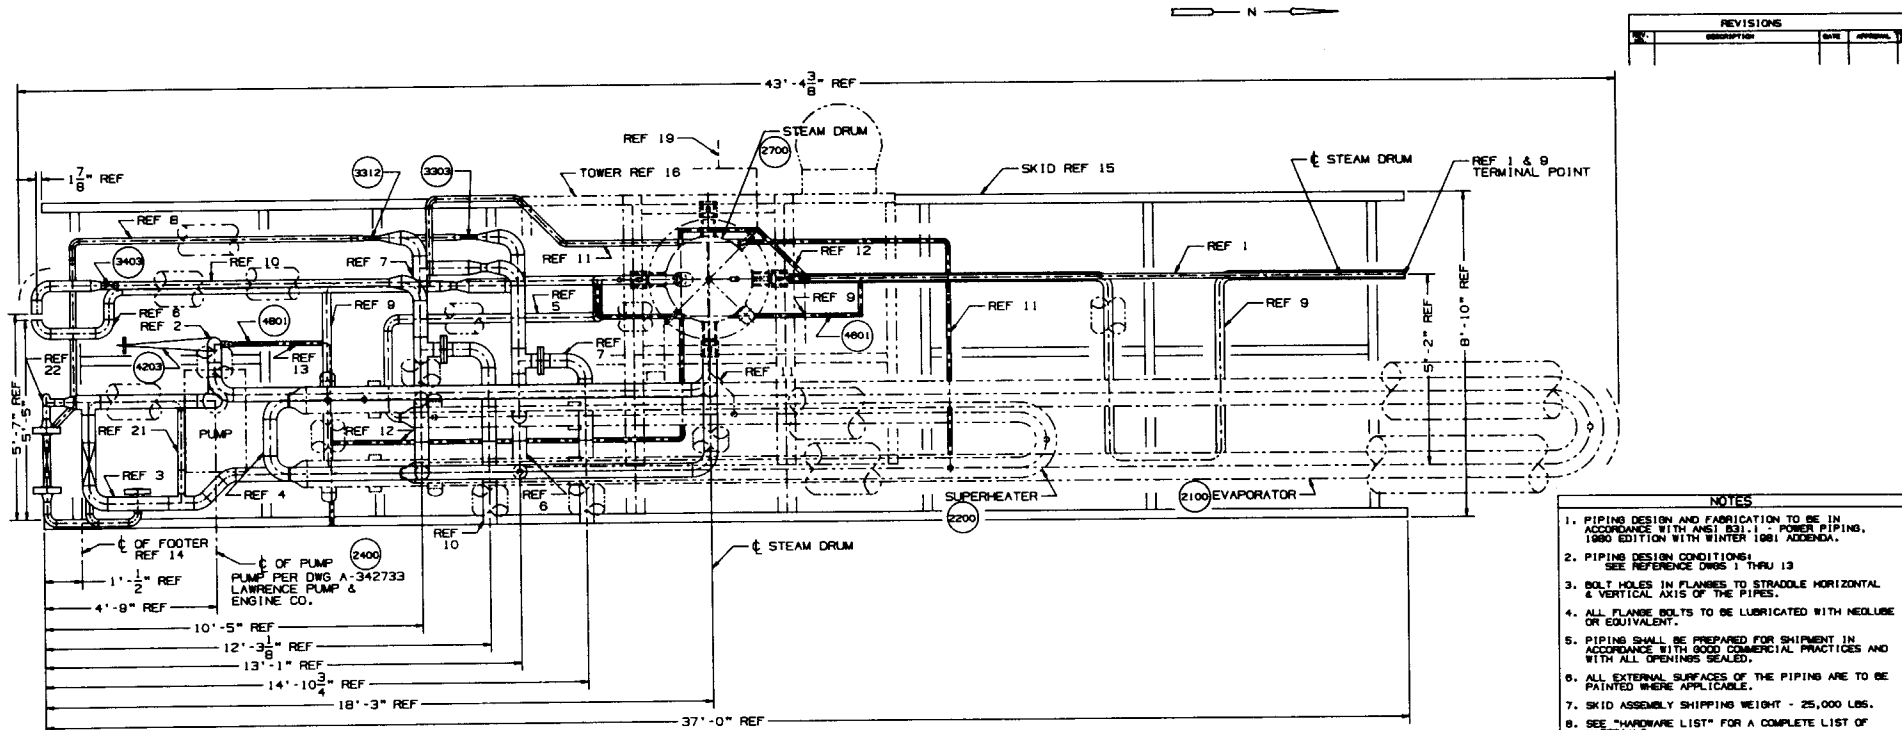 N
REVISIONS
REV. NO.
DESCRIPTION
DATE
APPROVAL
43'-4 3/8" REF
REF 19
STEAM DRUM
2700
1 7/8" REF
3312
3303
TOWER REF 16
SKID REF 15
℄ STEAM DRUM
REF 1 & 9
TERMINAL POINT
REF 8
3403
REF 10
REF 7
REF 11
REF 12
REF 1
REF 6
REF 2
4801
REF 9
REF
5
REF 9
4801
REF 11
REF 9
5'-2" REF
8'-10" REF
REF
22
4203
REF
13
REF
7
REF
5'-7" REF
5'-5"
REF 21
PUMP
REF 12
REF 3
REF 4
REF
6
REF
10
SUPERHEATER
2200
2100
EVAPORATOR
℄ OF FOOTER
REF 14
℄ OF PUMP
2400
PUMP PER DWG A-342733
LAWRENCE PUMP &
ENGINE CO.
℄ STEAM DRUM
1'-1/2" REF
4'-9" REF
10'-5" REF
12'-3 1/8" REF
13'-1" REF
14'-10 3/4" REF
18'-3" REF
37'-0" REF
NOTES
1. PIPING DESIGN AND FABRICATION TO BE IN
ACCORDANCE WITH ANSI B31.1 - POWER PIPING,
1980 EDITION WITH WINTER 1981 ADDENDA.
2. PIPING DESIGN CONDITIONS:
SEE REFERENCE DWGS 1 THRU 13
3. BOLT HOLES IN FLANGES TO STRADDLE HORIZONTAL
& VERTICAL AXIS OF THE PIPES.
4. ALL FLANGE BOLTS TO BE LUBRICATED WITH NEOLUBE
OR EQUIVALENT.
5. PIPING SHALL BE PREPARED FOR SHIPMENT IN
ACCORDANCE WITH GOOD COMMERCIAL PRACTICES AND
WITH ALL OPENINGS SEALED.
6. ALL EXTERNAL SURFACES OF THE PIPING ARE TO BE
PAINTED WHERE APPLICABLE.
7. SKID ASSEMBLY SHIPPING WEIGHT - 25,000 LBS.
8. SEE "HARDWARE LIST" FOR A COMPLETE LIST OF